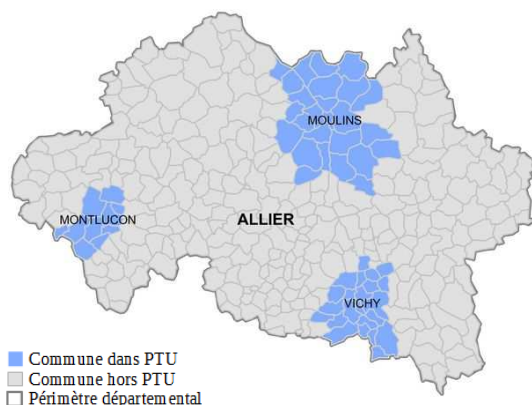 MOULINS
MONTLUCON
ALLIER
VICHY
Commune dans PTU
Commune hors PTU
Périmètre départemental